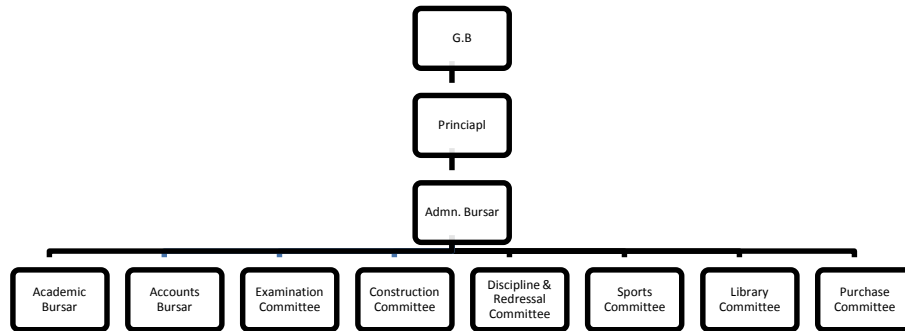 G.B
Princiapl
Admn. Bursar
Academic
Bursar
Accounts
Bursar
Examination
Committee
Construction
Committee
Discipline &
Redressal
Committee
Sports
Committee
Library
Committee
Purchase
Committee